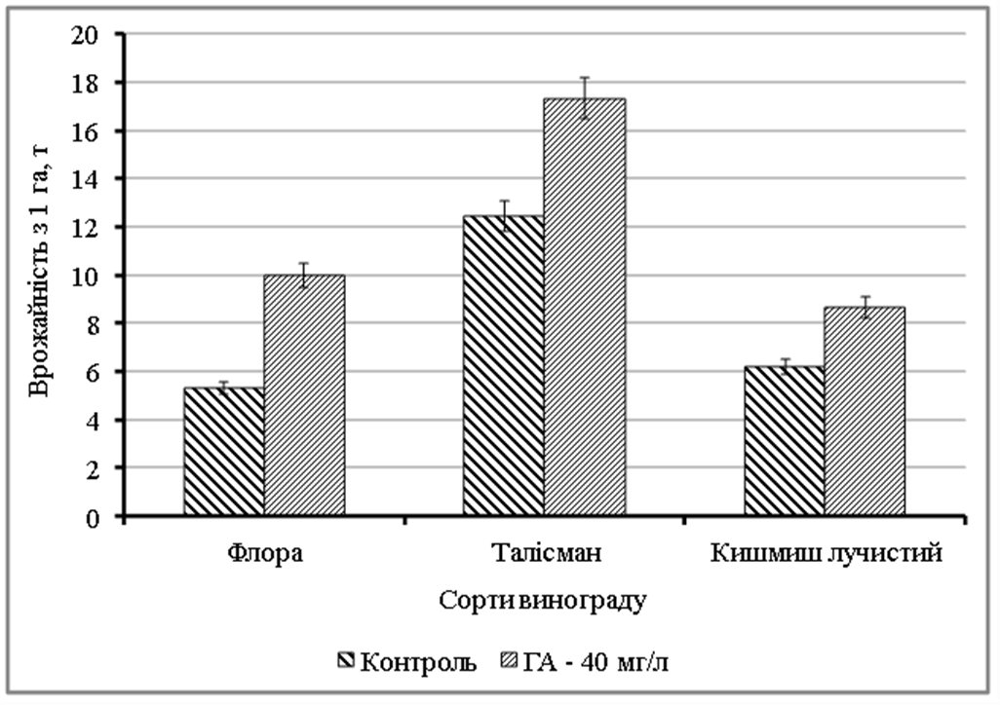 20
18
16
14
12
10
8
6
4
2
0
Врожайність з 1 га, т
Флора Талісман Кишмиш лучистий
Сорти винограду
Контроль ГА - 40 мг/л